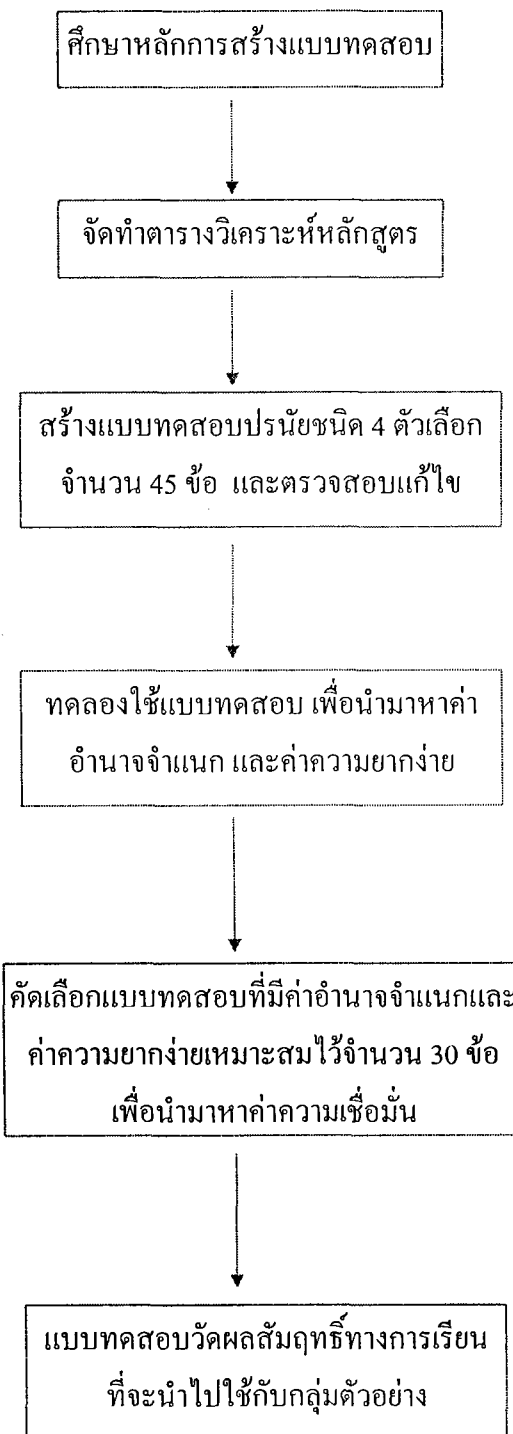 ศึกษาหลักการสร้างแบบทดสอบ
จัดทำตารางวิเคราะห์หลักสูตร
สร้างแบบทดสอบปรนัยชนิด 4 ตัวเลือก
จำนวน 45 ข้อ และตรวจสอบแก้ไข
ทดลองใช้แบบทดสอบ เพื่อนำมาหาค่า
อำนาจจำแนก และค่าความยากง่าย
คัดเลือกแบบทดสอบที่มีค่าอำนาจจำแนกและ
ค่าความยากง่ายเหมาะสมไว้จำนวน 30 ข้อ
เพื่อนำมาหาค่าความเชื่อมั่น
แบบทดสอบวัดผลสัมฤทธิ์ทางการเรียน
ที่จะนำไปใช้กับกลุ่มตัวอย่าง